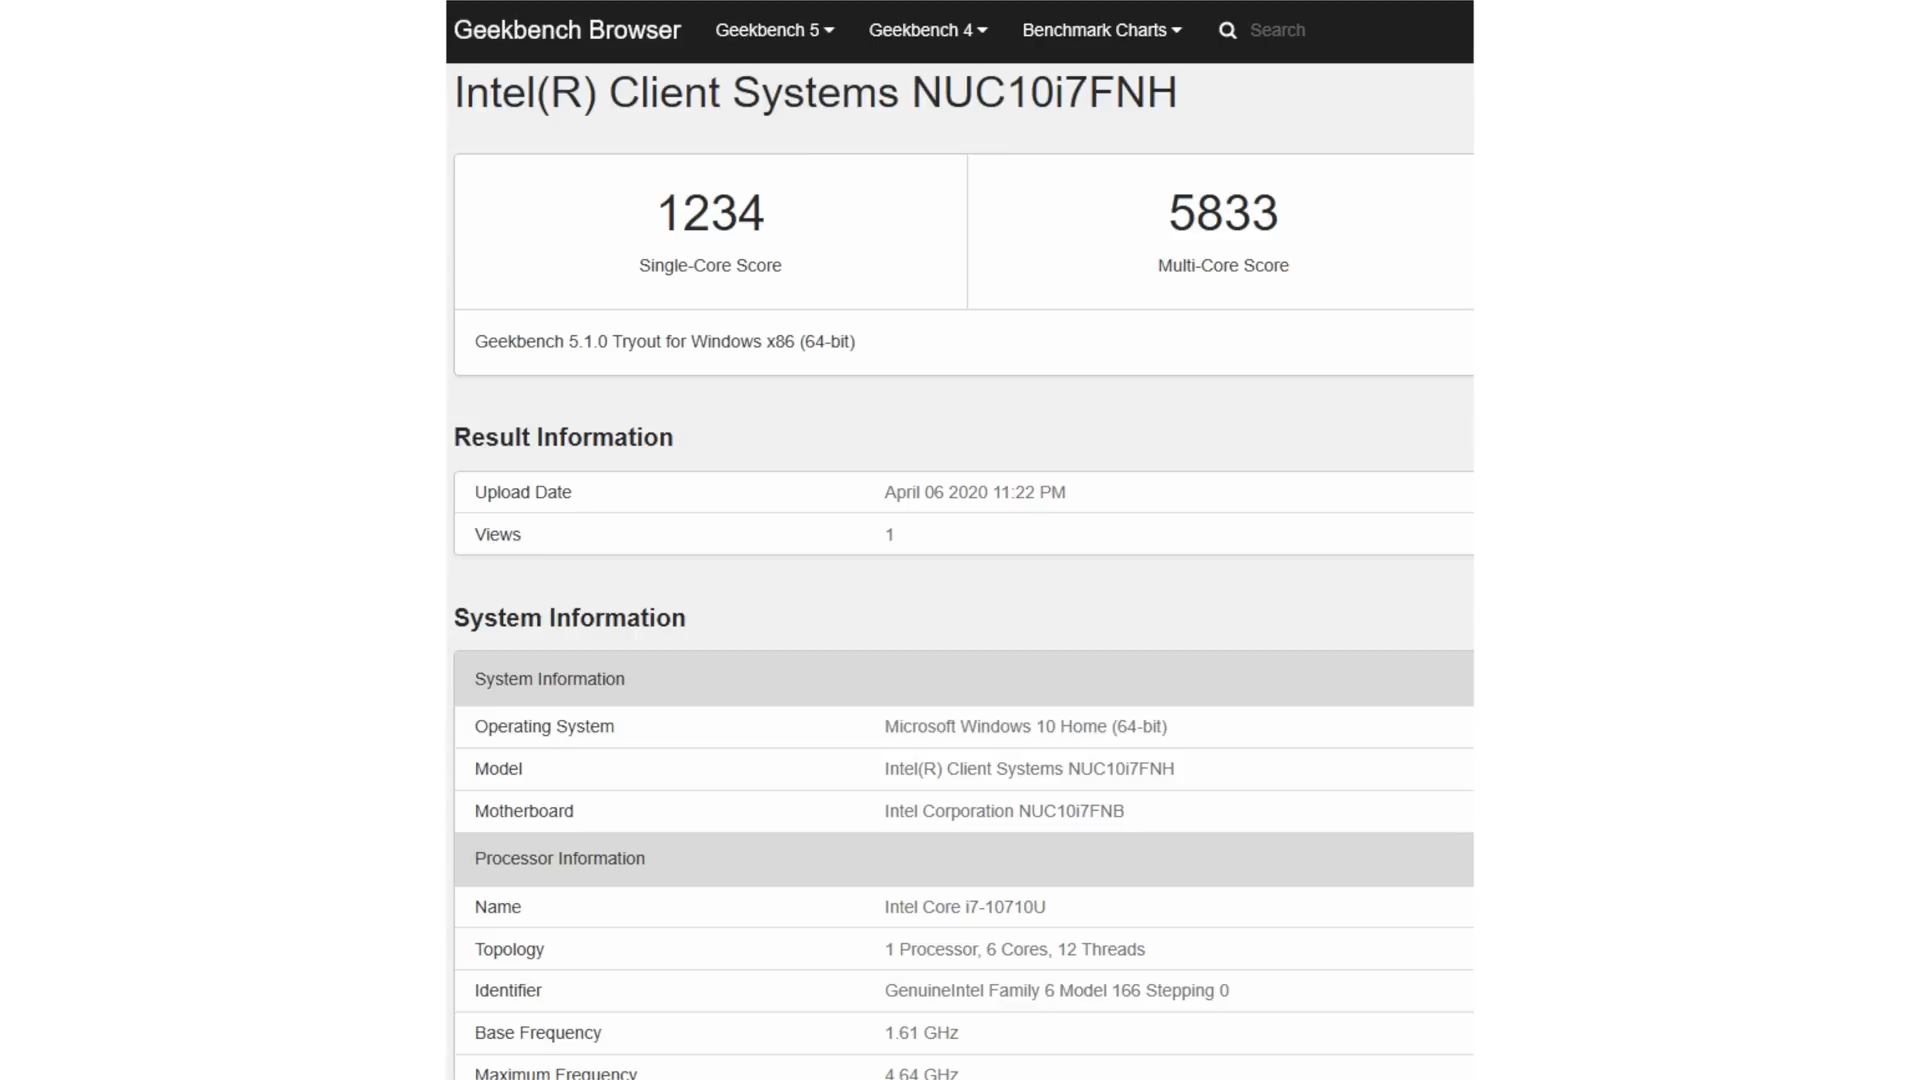 Geekbench Browser Geekbench 5 Geekbench 4 Benchmark Charts Search
Intel(R) Client Systems NUC10i7FNH
1234 5833
Single-Core Score Multi-Core Score
Geekbench 5.1.0 Tryout for Windows x86 (64-bit)
Result Information
Upload Date April 06 2020 11:22 PM
Views 1
System Information
System Information
Operating System Microsoft Windows 10 Home (64-bit)
Model Intel(R) Client Systems NUC10i7FNH
Motherboard Intel Corporation NUC10i7FNB
Processor Information
Name Intel Core i7-10710U
Topology 1 Processor, 6 Cores, 12 Threads
Identifier GenuineIntel Family 6 Model 166 Stepping 0
Base Frequency 1.61 GHz
Maximum Frequency 4.64 GHz